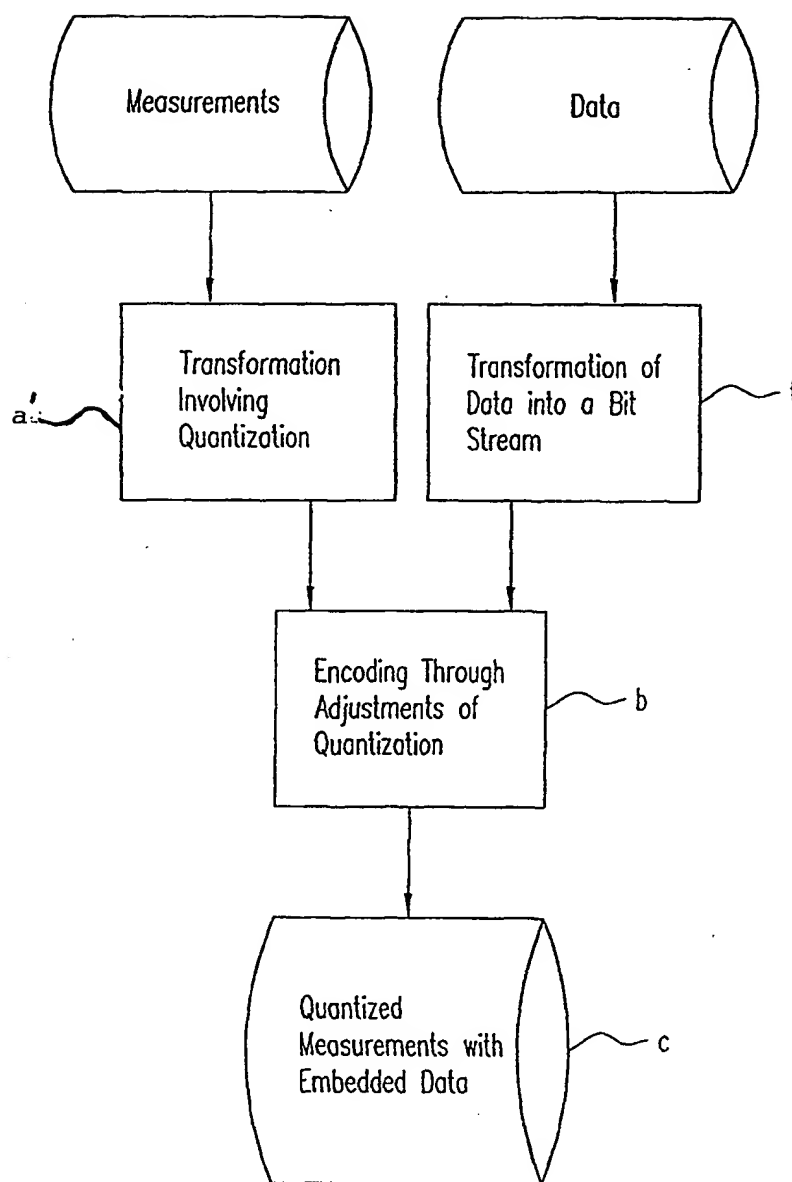 Measurements
Data
Transformation
Involving
Quantization
Transformation of
Data into a Bit
Stream
a'
Encoding Through
Adjustments of
Quantization
b
Quantized
Measurements with
Embedded Data
c